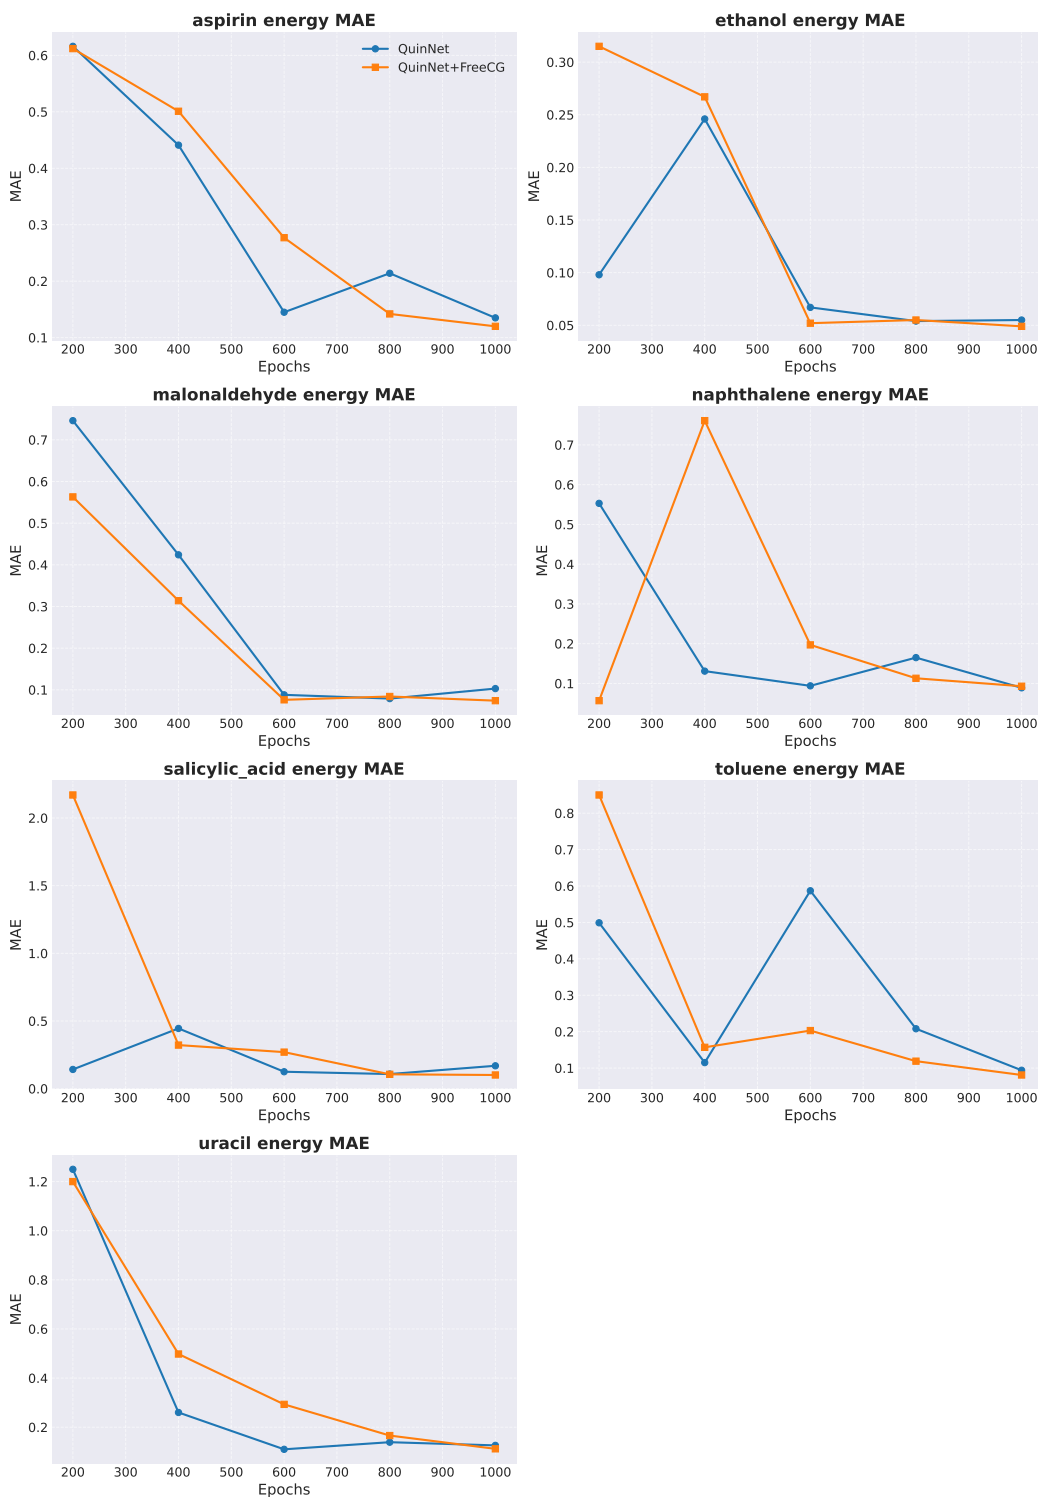 aspirin energy MAE
QuinNet
QuinNet+FreeCG
0.6
0.5
0.4
0.3
0.2
0.1
MAE
200 300 400 500 600 700 800 900 1000
Epochs
ethanol energy MAE
0.30
0.25
0.20
0.15
0.10
0.05
MAE
200 300 400 500 600 700 800 900 1000
Epochs
malonaldehyde energy MAE
0.7
0.6
0.5
0.4
0.3
0.2
0.1
MAE
200 300 400 500 600 700 800 900 1000
Epochs
naphthalene energy MAE
0.7
0.6
0.5
0.4
0.3
0.2
0.1
MAE
200 300 400 500 600 700 800 900 1000
Epochs
salicylic_acid energy MAE
2.0
1.5
1.0
0.5
0.0
MAE
200 300 400 500 600 700 800 900 1000
Epochs
toluene energy MAE
0.8
0.7
0.6
0.5
0.4
0.3
0.2
0.1
MAE
200 300 400 500 600 700 800 900 1000
Epochs
uracil energy MAE
1.2
1.0
0.8
0.6
0.4
0.2
MAE
200 300 400 500 600 700 800 900 1000
Epochs